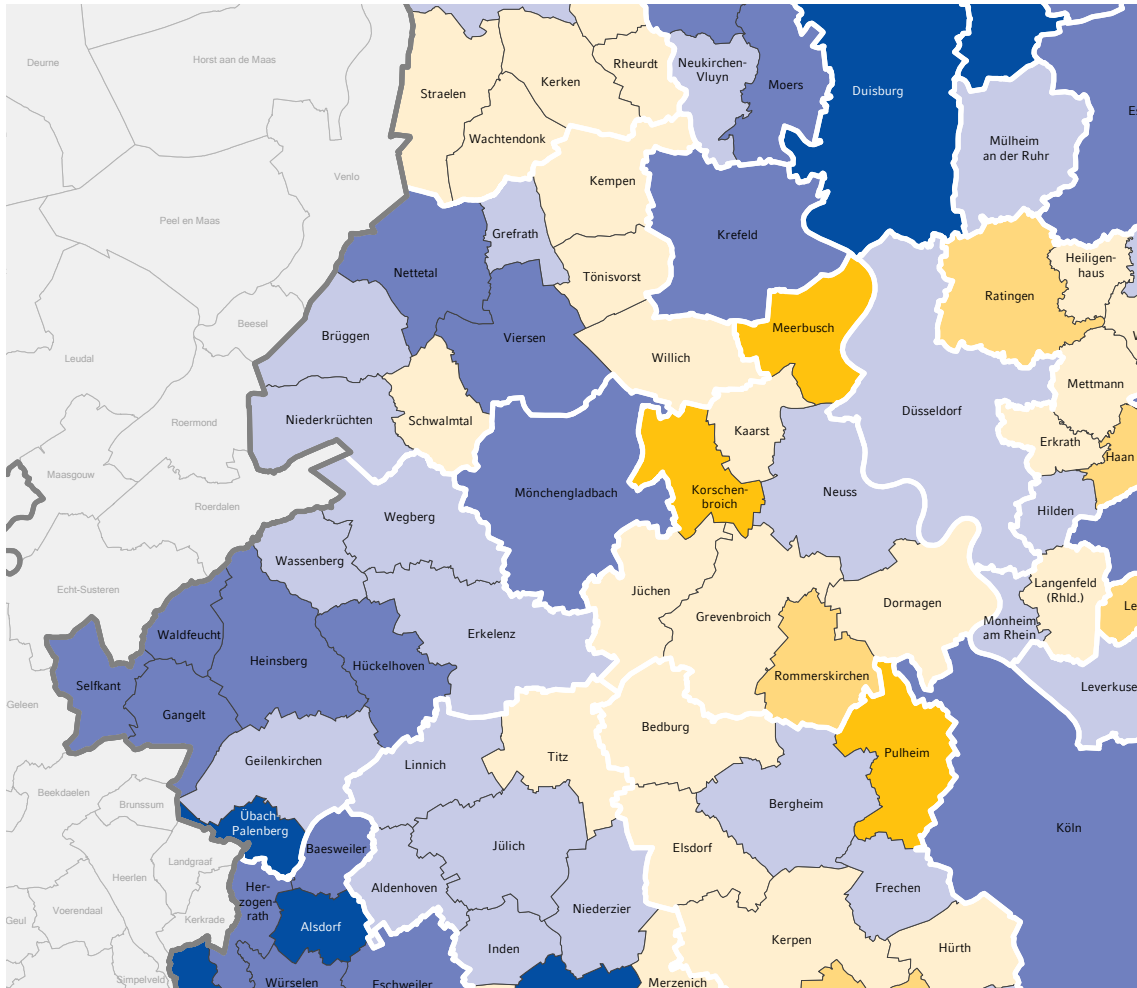 Deurne
Horst aan de Maas
Venlo
Peel en Maas
Beesel
Leudal
Roermond
Maasgouw
Roerdalen
Echt-Susteren
Geleen
Beekdaelen
Brunssum
Landgraaf
Heerlen
Voerendaal
Kerkrade
Simpelveld
Straelen
Kerken
Rheurdt
Wachtendonk
Neukirchen-
Vluyn
Moers
Duisburg
Mülheim
an der Ruhr
Kempen
Grefrath
Krefeld
Nettetal
Tönisvorst
Ratingen
Heiligen-
haus
Brüggen
Viersen
Meerbusch
Willich
Mettmann
Niederkrüchten
Schwalmtal
Kaarst
Düsseldorf
Erkrath
Haan
Mönchengladbach
Korschen-
broich
Neuss
Hilden
Wegberg
Wassenberg
Jüchen
Grevenbroich
Dormagen
Langenfeld
(Rhld.)
Le
Monheim
am Rhein
Waldfeucht
Heinsberg
Hückelhoven
Erkelenz
Rommerskirchen
Selfkant
Gangelt
Leverkuse
Bedburg
Geilenkirchen
Linnich
Titz
Pulheim
Bergheim
Übach-
Palenberg
Köln
Baesweiler
Jülich
Elsdorf
Aldenhoven
Frechen
Her-
zogen-
rath
Alsdorf
Niederzier
Inden
Kerpen
Hürth
Würselen
Eschweiler
Merzenich